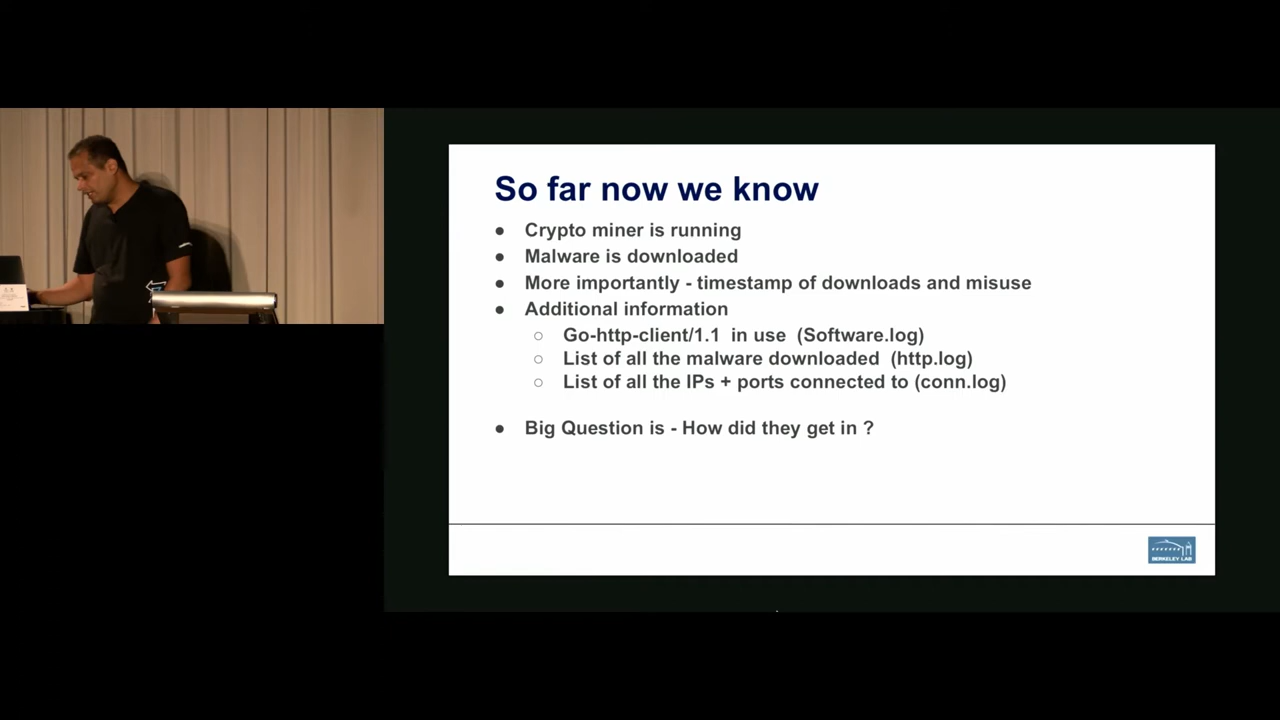 So far now we know
● Crypto miner is running
● Malware is downloaded
● More importantly - timestamp of downloads and misuse
● Additional information
○ Go-http-client/1.1 in use (Software.log)
○ List of all the malware downloaded (http.log)
○ List of all the IPs + ports connected to (conn.log)
● Big Question is - How did they get in ?
BERKELEY LAB